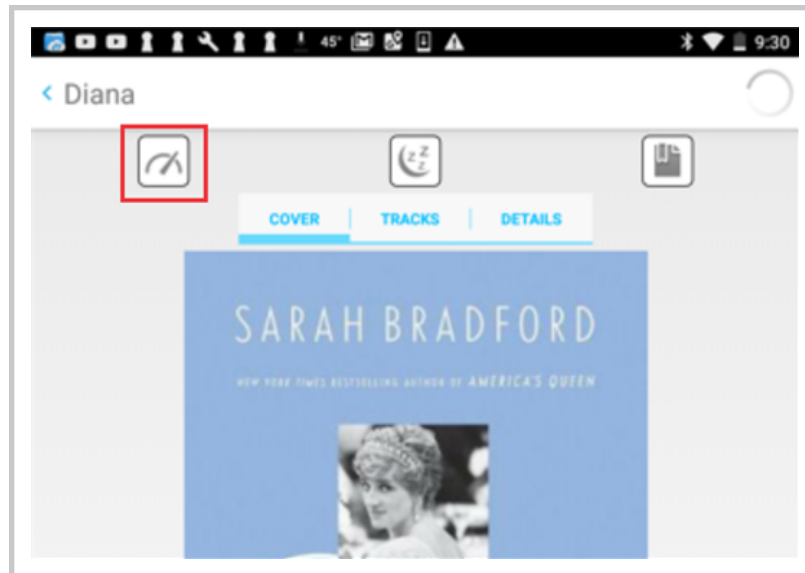 45° 9:30
< Diana
z z z
COVER TRACKS DETAILS
SARAH BRADFORD
NEW YORK TIMES BESTSELLING AUTHOR OF AMERICA'S QUEEN